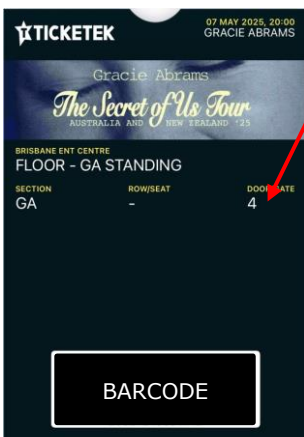 TICKETEK
07 MAY 2025, 20:00
GRACIE ABRAMS
Gracie Abrams
The Secret of Us Tour
AUSTRALIA AND NEW ZEALAND '25
BRISBANE ENT CENTRE
FLOOR - GA STANDING
SECTION ROW/SEAT DOOR/GATE
GA - 4
BARCODE